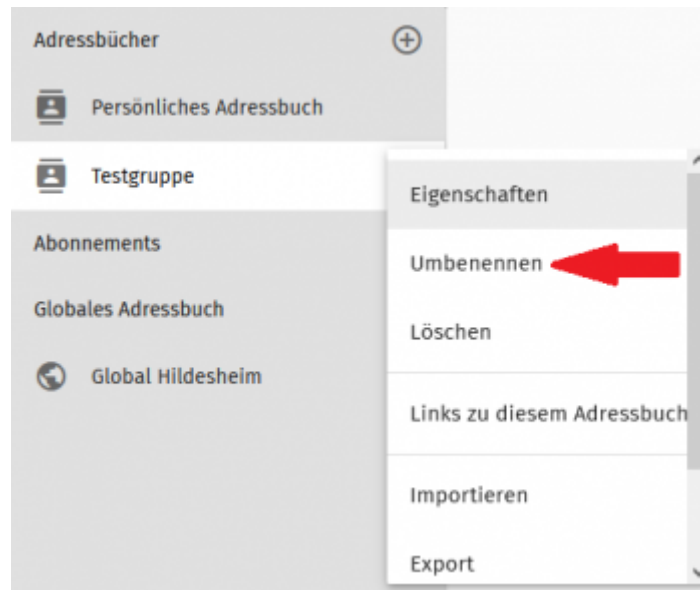 Adressbücher
Persönliches Adressbuch
Testgruppe
Abonnements
Globales Adressbuch
Global Hildesheim
Eigenschaften
Umbenennen
Löschen
Links zu diesem Adressbuch
Importieren
Export